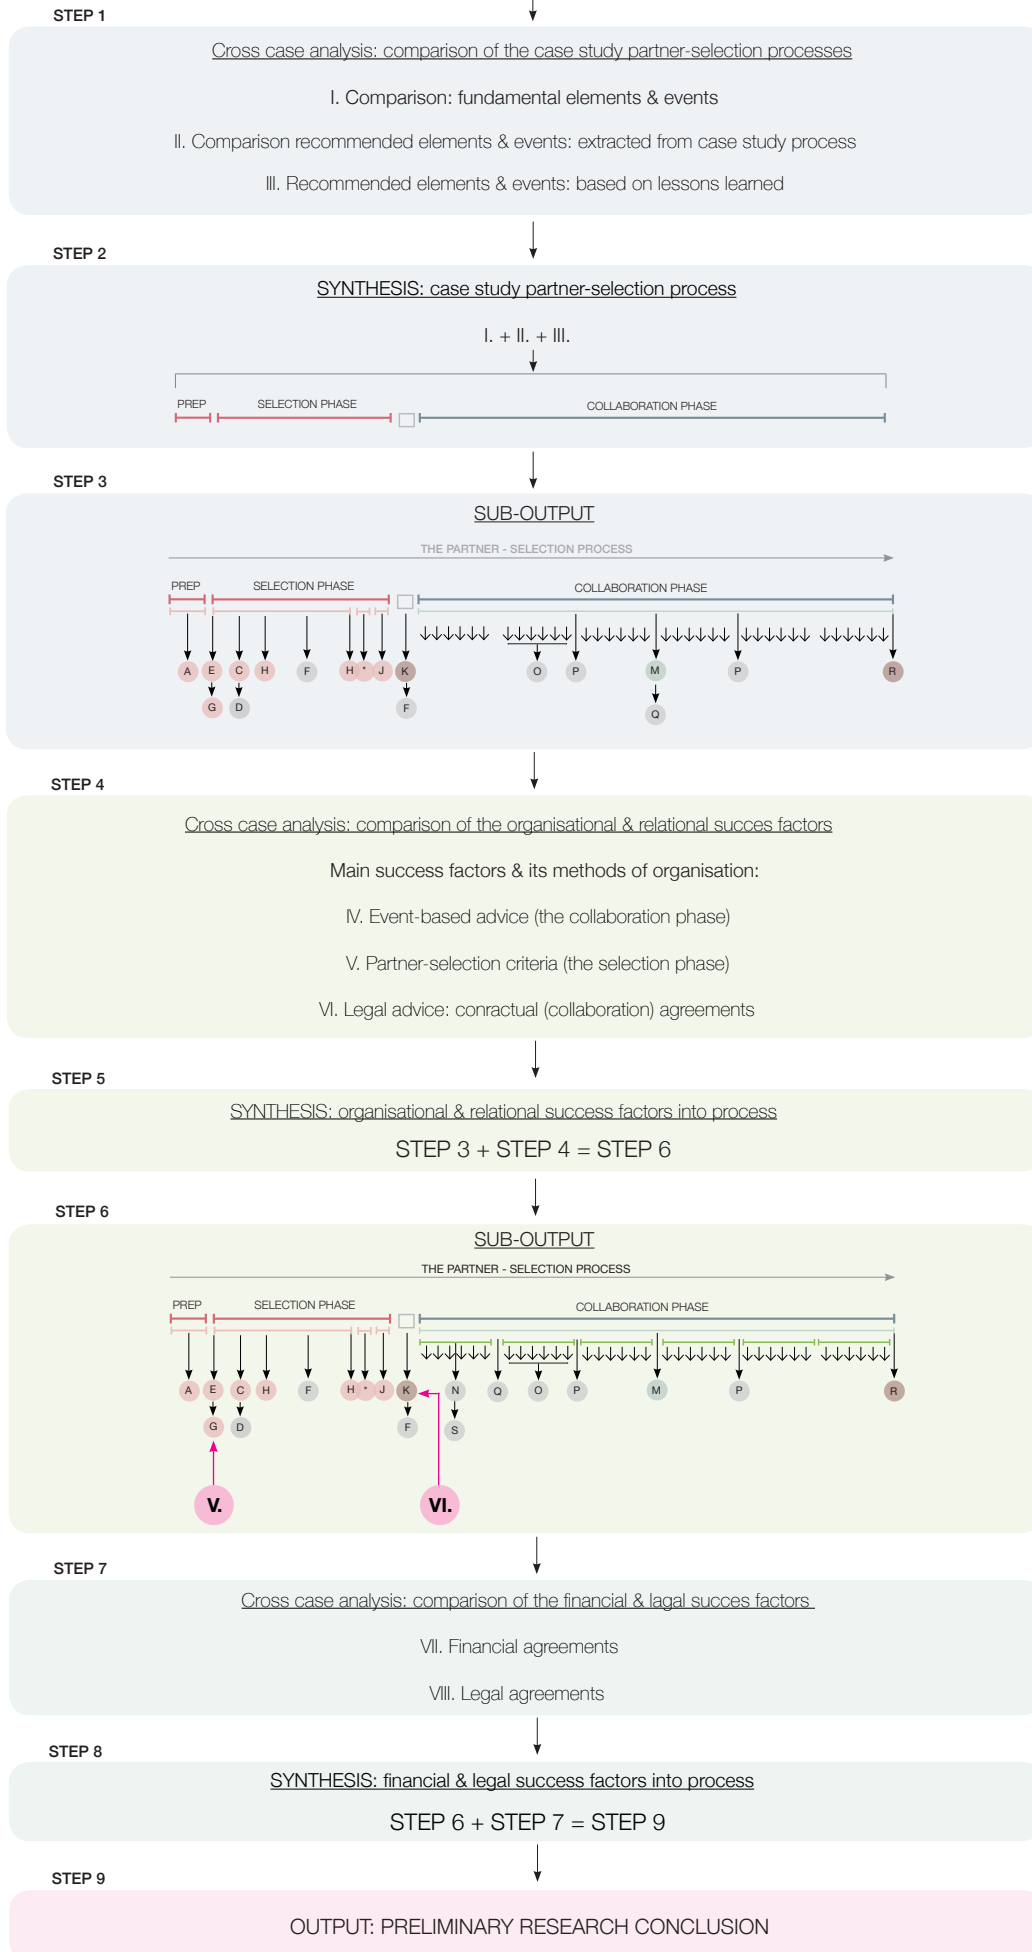 STEP 1
Cross case analysis: comparison of the case study partner-selection processes
I. Comparison: fundamental elements & events
II. Comparison recommended elements & events: extracted from case study process
III. Recommended elements & events: based on lessons learned
STEP 2
SYNTHESIS: case study partner-selection process
I. + II. + III.
PREP SELECTION PHASE COLLABORATION PHASE
STEP 3
SUB-OUTPUT
THE PARTNER - SELECTION PROCESS
PREP SELECTION PHASE COLLABORATION PHASE
A E C H F H * J K O P M P R
G D F Q
STEP 4
Cross case analysis: comparison of the organisational & relational succes factors
Main success factors & its methods of organisation:
IV. Event-based advice (the collaboration phase)
V. Partner-selection criteria (the selection phase)
VI. Legal advice: conractual (collaboration) agreements
STEP 5
SYNTHESIS: organisational & relational success factors into process
STEP 3 + STEP 4 = STEP 6
STEP 6
SUB-OUTPUT
THE PARTNER - SELECTION PROCESS
PREP SELECTION PHASE COLLABORATION PHASE
A E C H F H * J K N Q O P M P R
G D F S
V. VI.
STEP 7
Cross case analysis: comparison of the financial & lagal succes factors
VII. Financial agreements
VIII. Legal agreements
STEP 8
SYNTHESIS: financial & legal success factors into process
STEP 6 + STEP 7 = STEP 9
STEP 9
OUTPUT: PRELIMINARY RESEARCH CONCLUSION